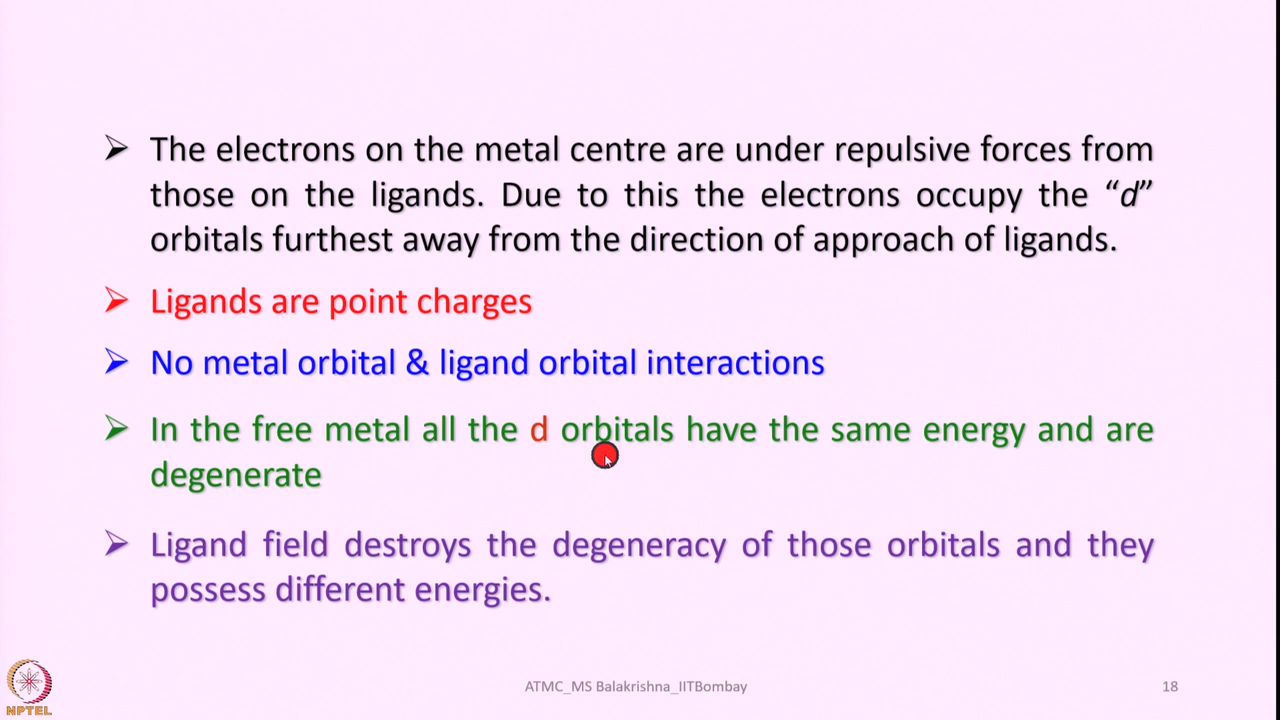 ➢ The electrons on the metal centre are under repulsive forces from
those on the ligands. Due to this the electrons occupy the “d”
orbitals furthest away from the direction of approach of ligands.
➢ Ligands are point charges
➢ No metal orbital & ligand orbital interactions
➢ In the free metal all the d orbitals have the same energy and are
degenerate
➢ Ligand field destroys the degeneracy of those orbitals and they
possess different energies.
NPTEL
ATMC_MS Balakrishna_IITBombay
18